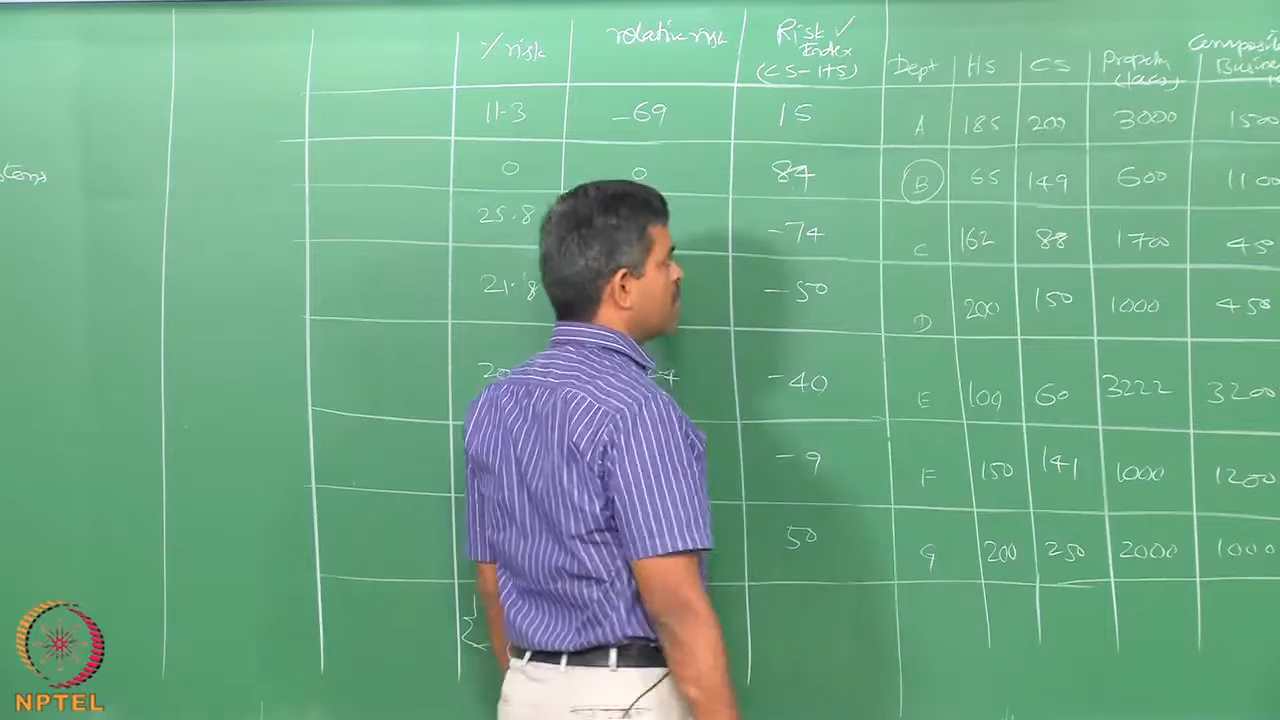 stems
% risk relative risk Risk ✓ Index (CS-HS) Dept HS CS Property (lacs) Composite Busine
11.3 -69 15 A 185 200 3000 1500
0 0 84 B 65 149 600 1100
25.8 -74 C 162 88 1700 450
21.8 -50 D 200 150 1000 450
-40 E 100 60 3222 3200
-9 F 150 141 1000 1200
50 G 200 250 2000 1000
NPTEL